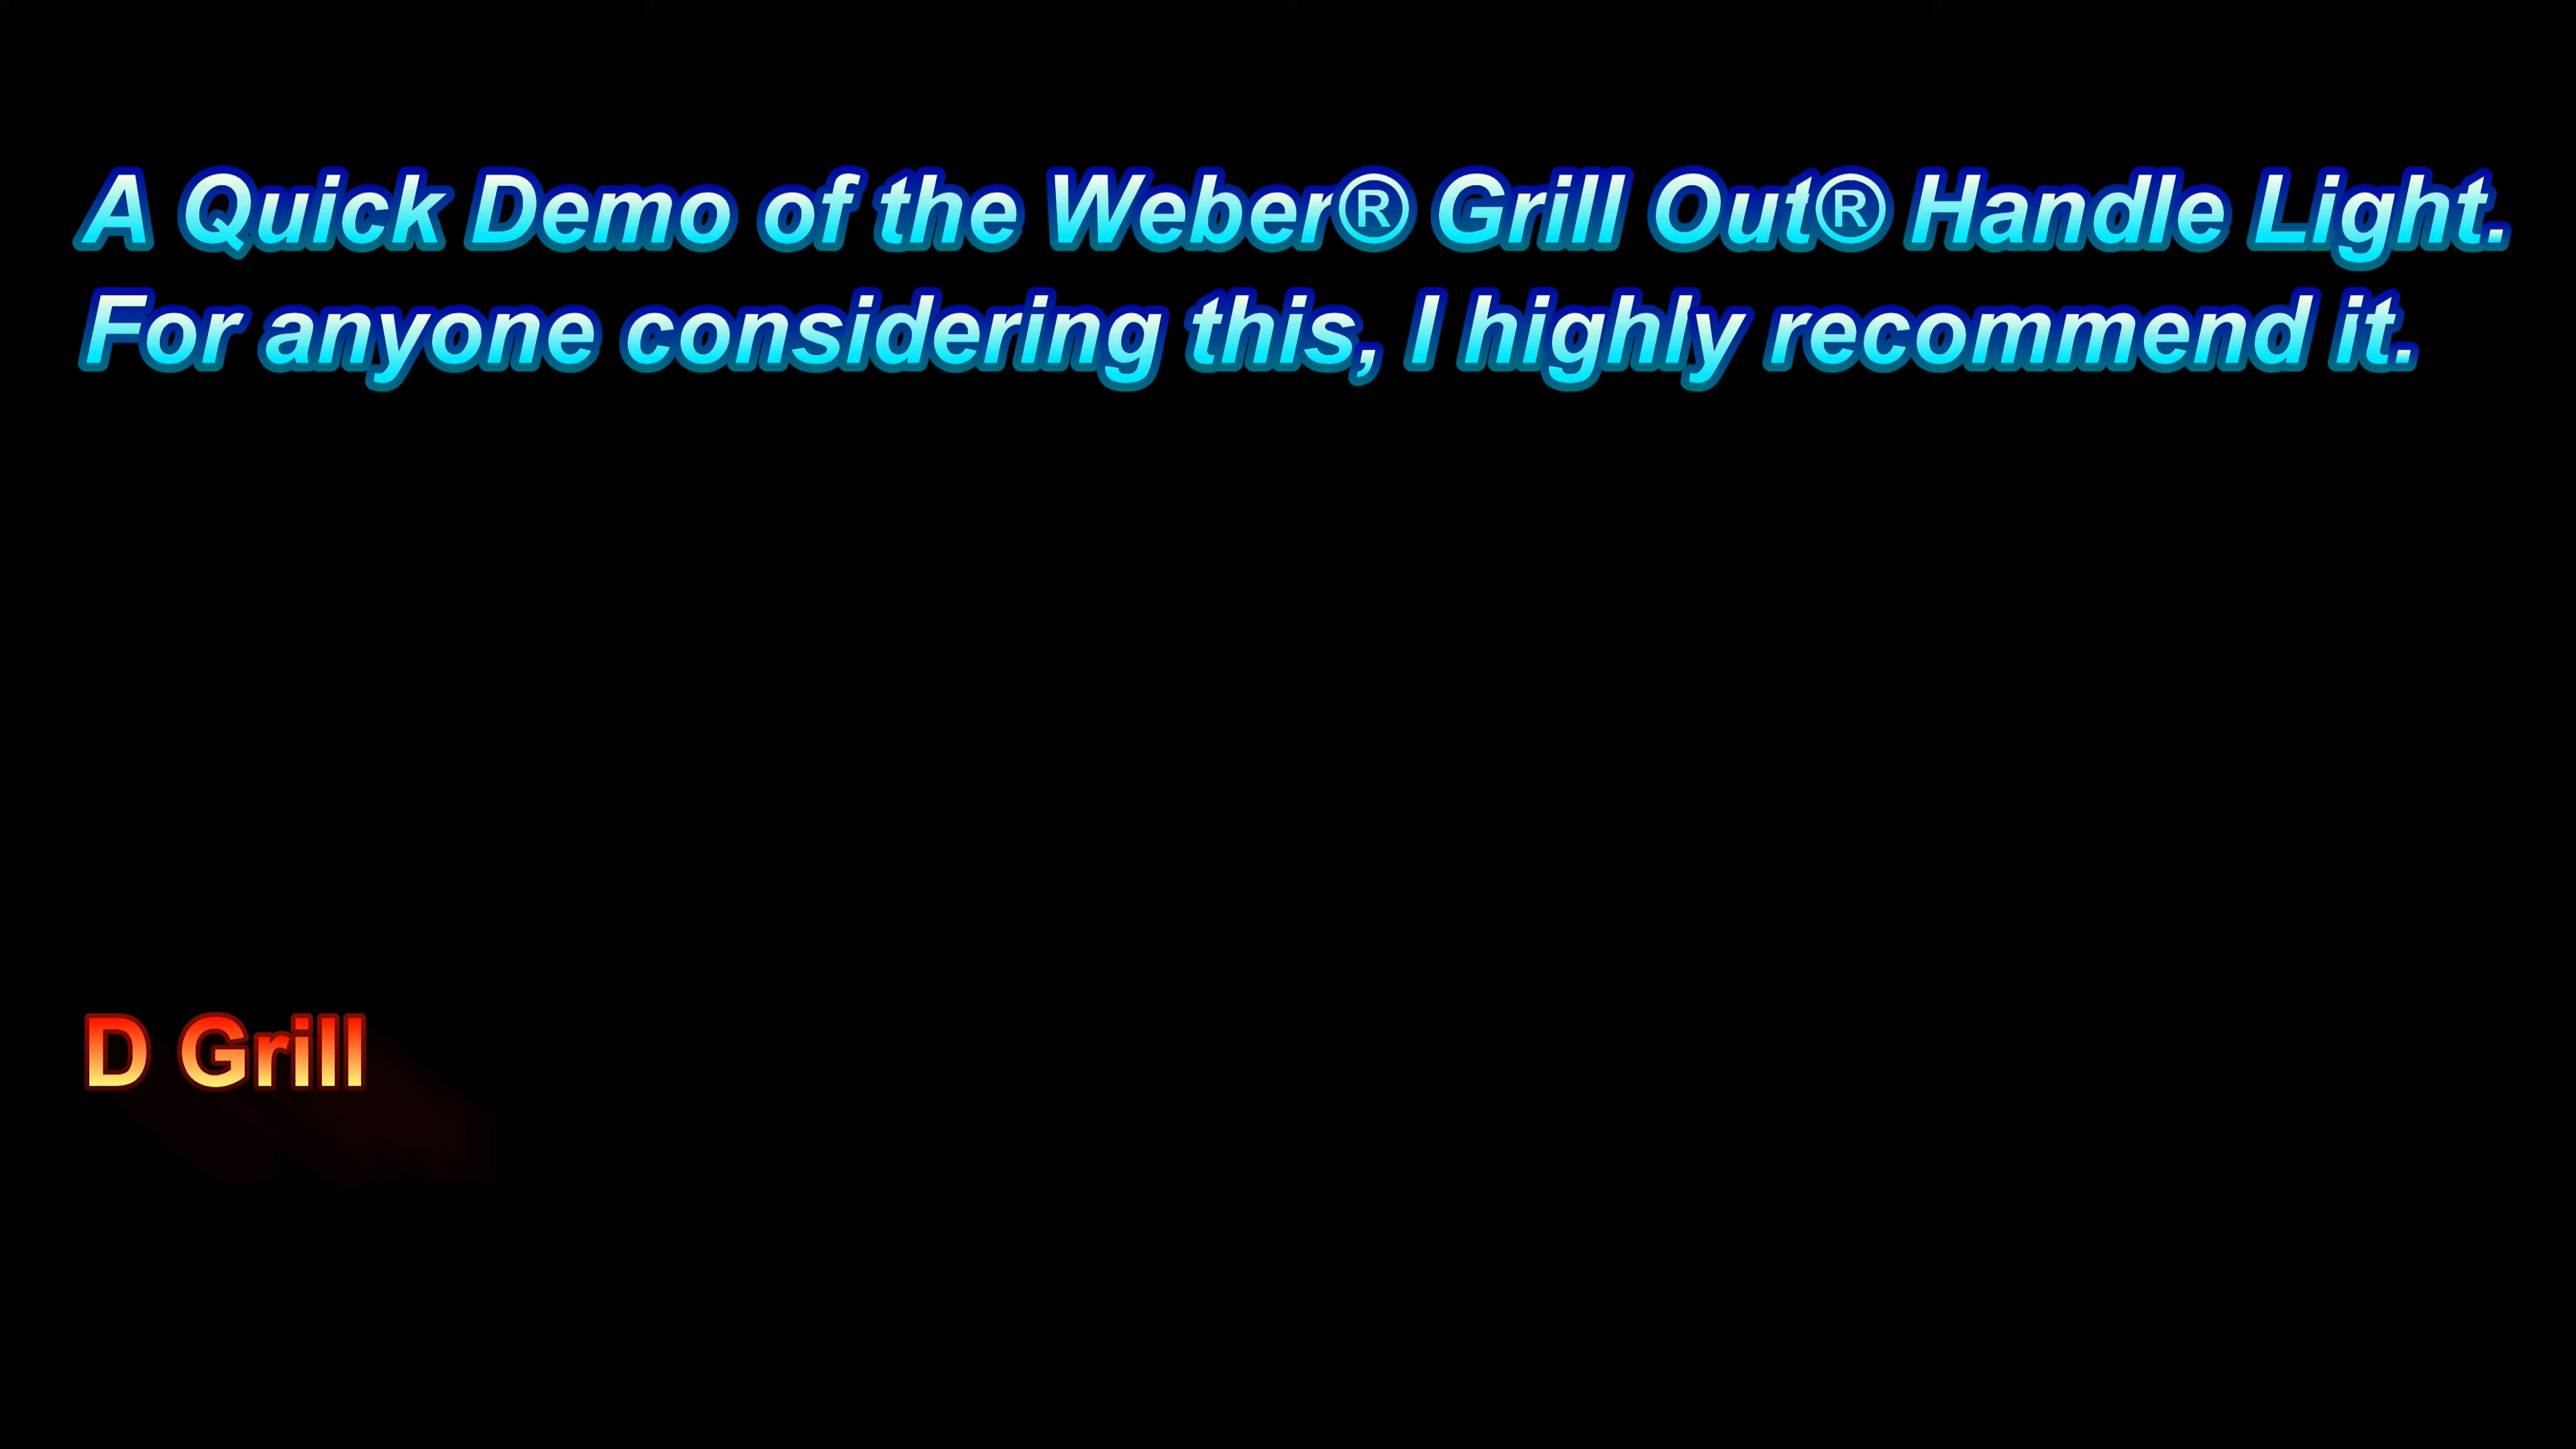 A Quick Demo of the Weber® Grill Out® Handle Light.
For anyone considering this, I highly recommend it.
D Grill